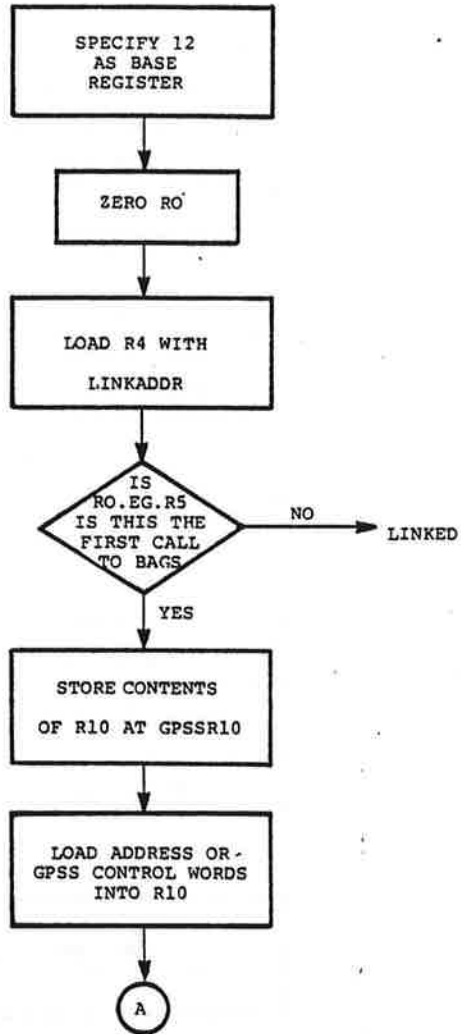 SPECIFY 12
AS BASE
REGISTER
ZERO RO
LOAD R4 WITH
LINKADDR
IS
RO.EG.R5
IS THIS THE
FIRST CALL
TO BAGS
NO
LINKED
YES
STORE CONTENTS
OF R10 AT GPSSR10
LOAD ADDRESS OR-
GPSS CONTROL WORDS
INTO R10
A